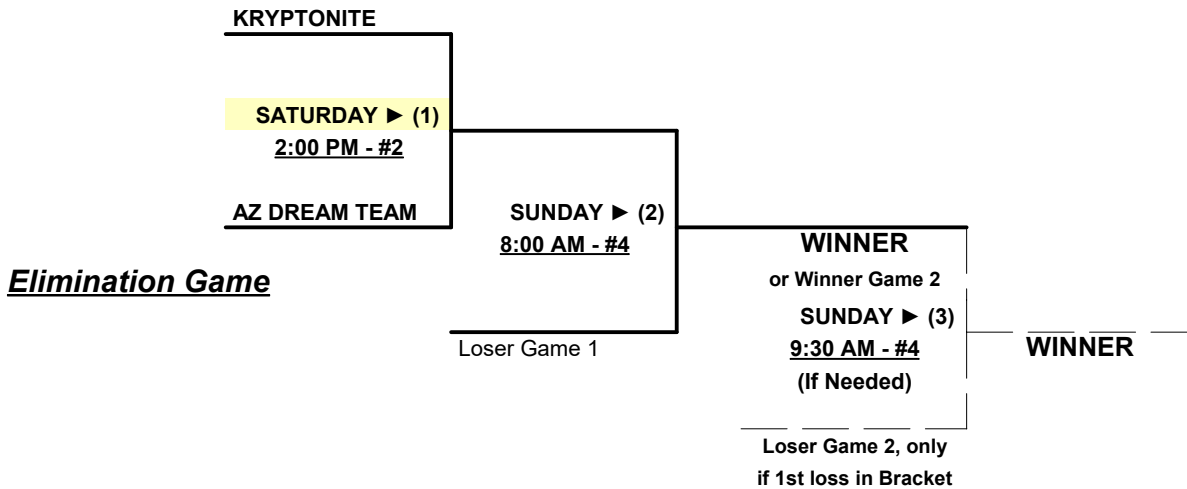 KRYPTONITE
SATURDAY ► (1)
2:00 PM - #2
AZ DREAM TEAM
SUNDAY ► (2)
8:00 AM - #4
WINNER
or Winner Game 2
Elimination Game
SUNDAY ► (3)
9:30 AM - #4
(If Needed)
WINNER
Loser Game 1
Loser Game 2, only
if 1st loss in Bracket